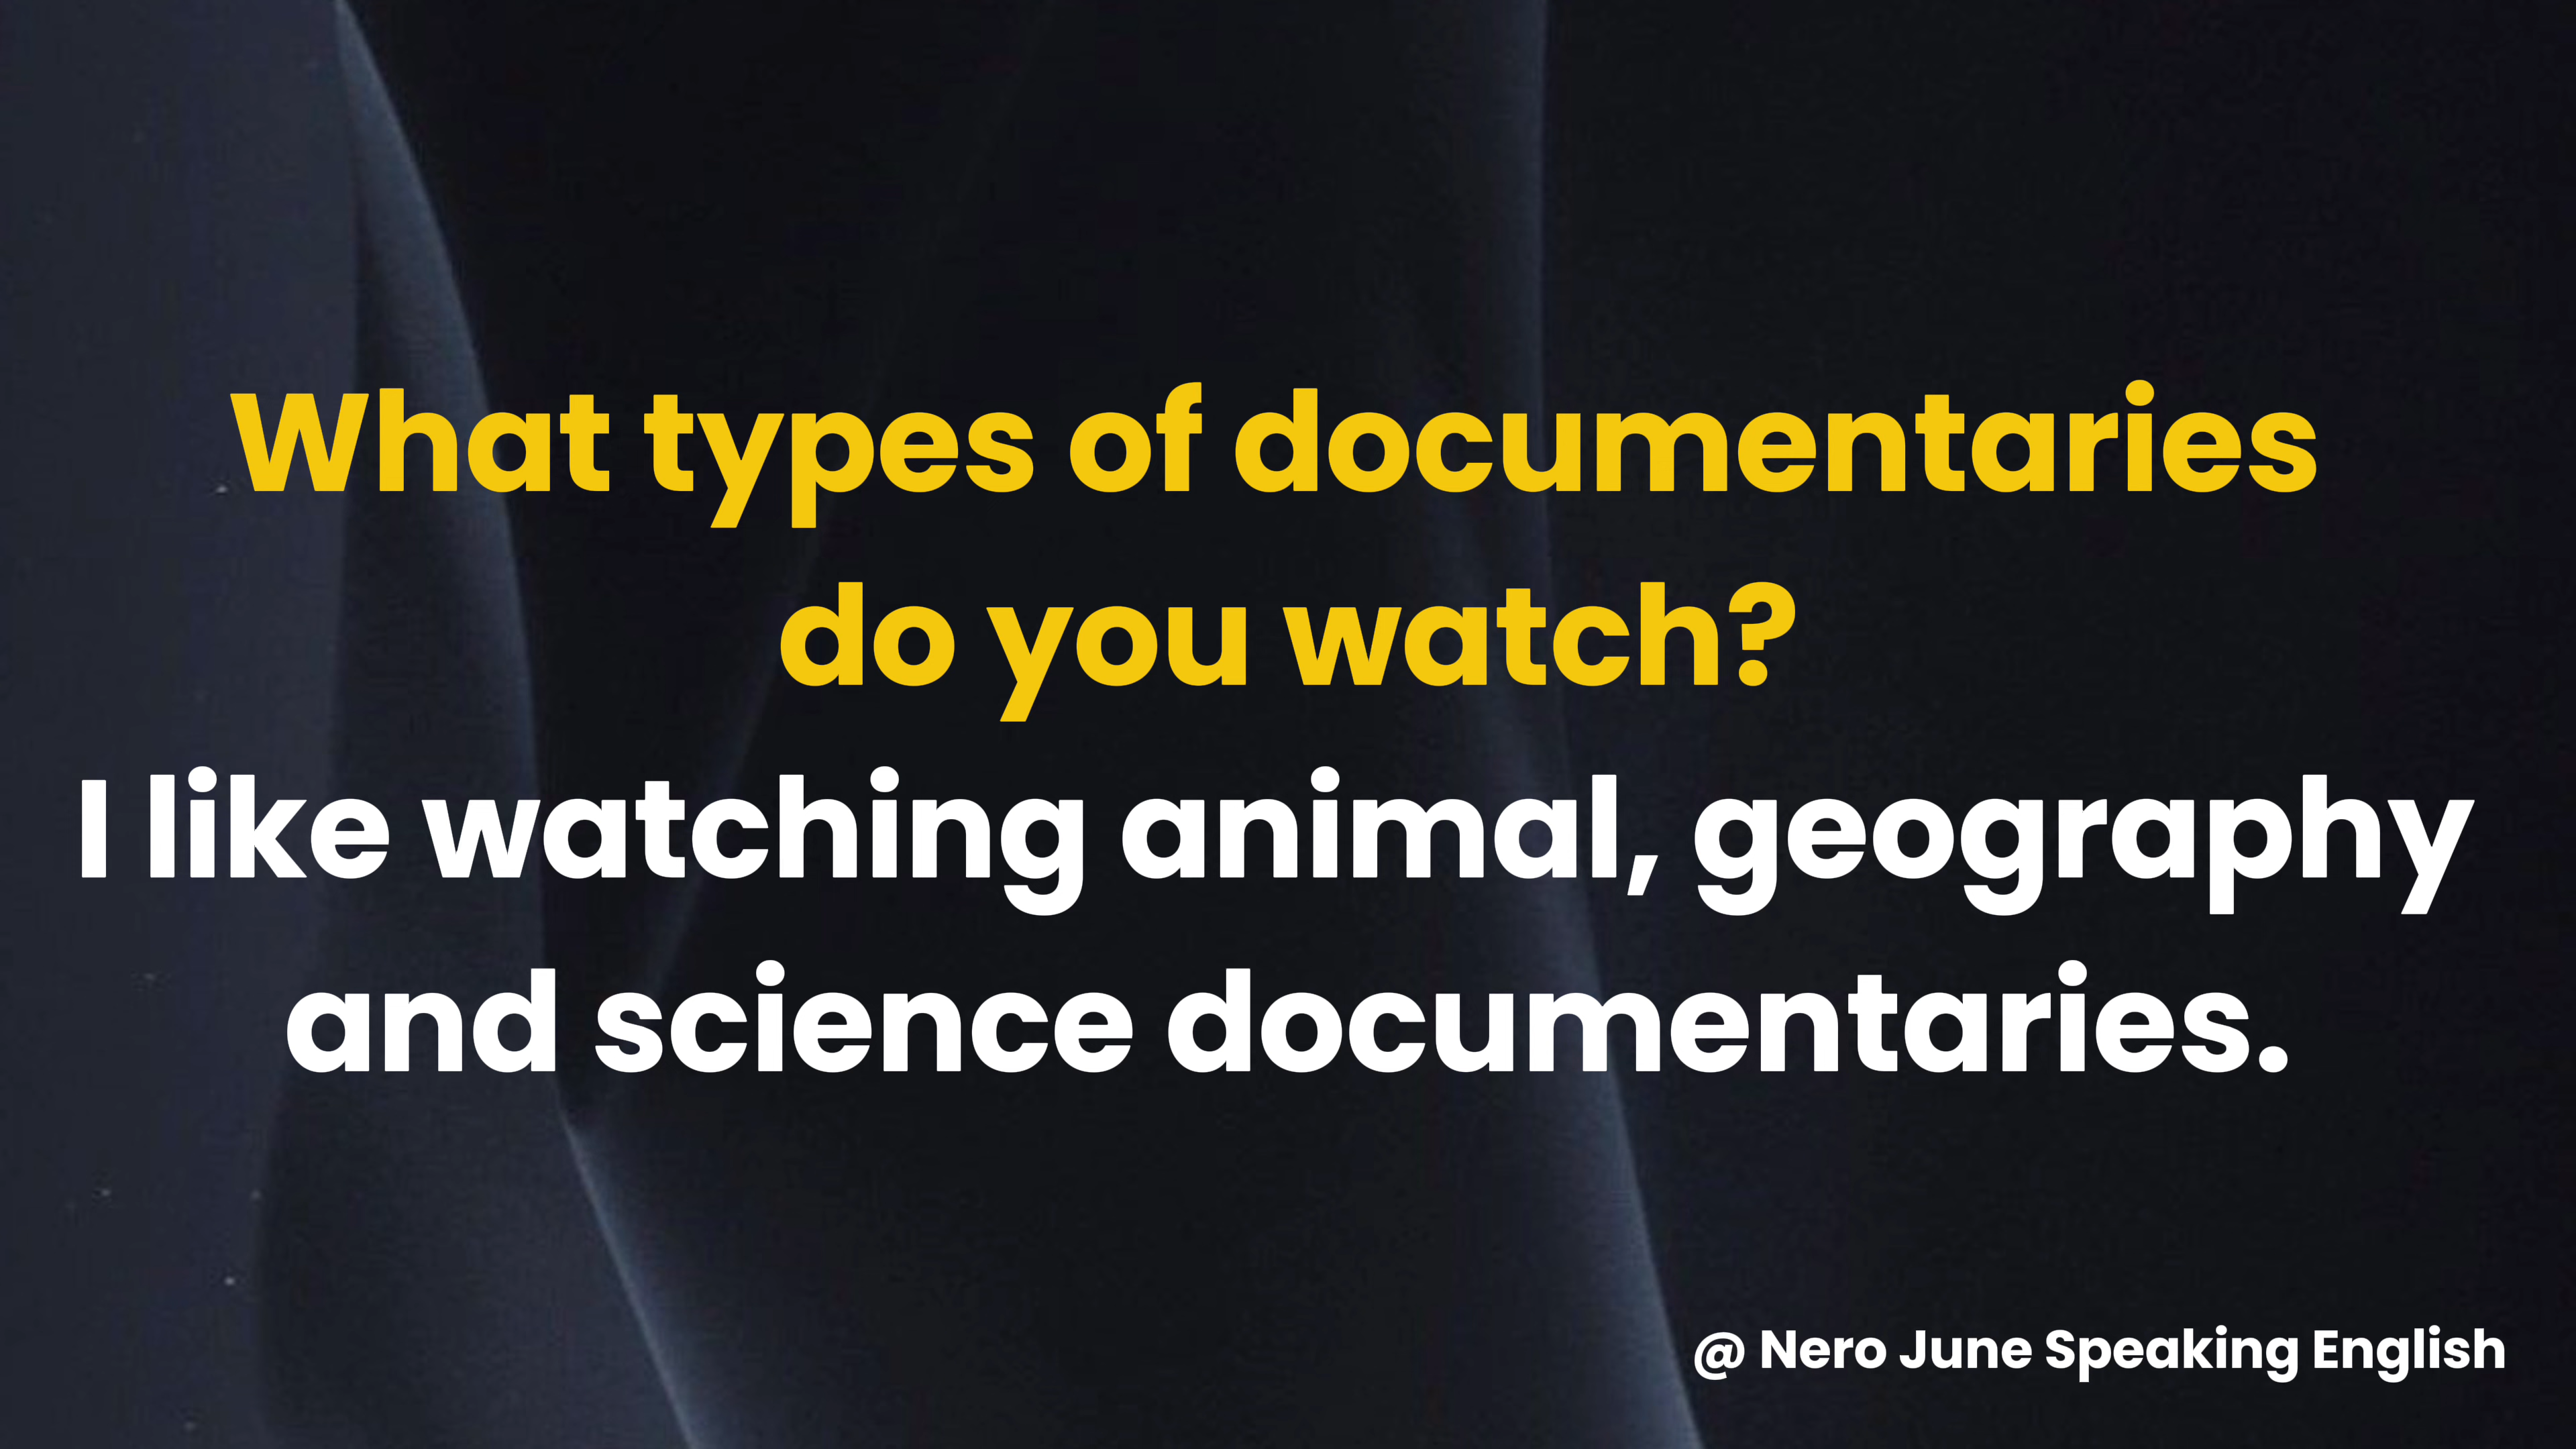 What types of documentaries
do you watch?
I like watching animal, geography
and science documentaries.
@ Nero June Speaking English